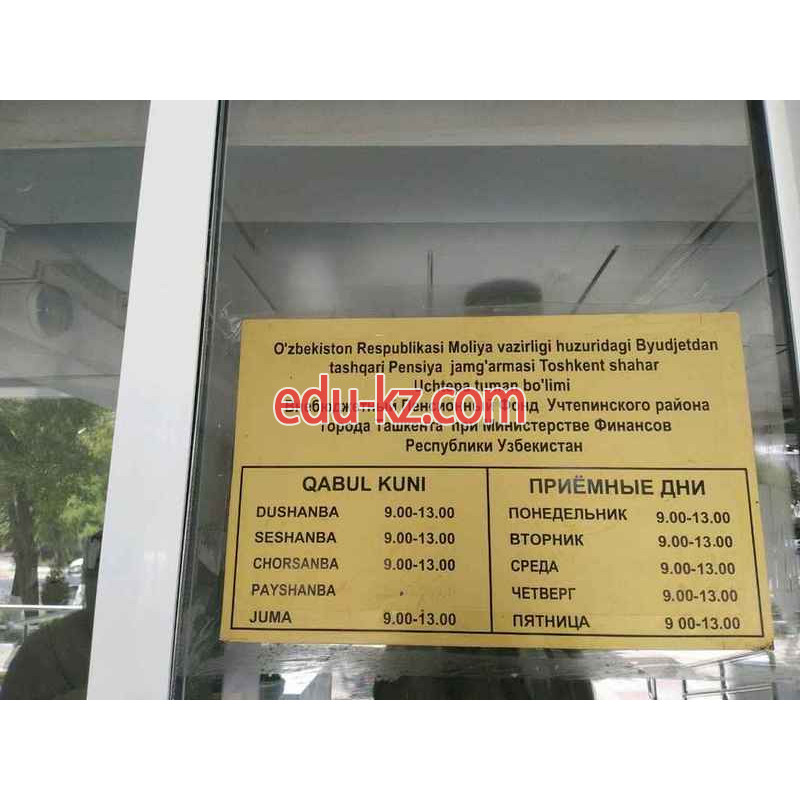 O'zbekiston Respublikasi Moliya vazirligi huzuridagi Byudjetdan
tashqari Pensiya jamg'armasi Toshkent shahar
Uchtepa tuman bo'limi
edu-kz.com
Внебюджетный Пенсионный Фонд Учтепинского района
города Ташкента при Министерстве Финансов
Республики Узбекистан
QABUL KUNI
DUSHANBA 9.00-13.00
SESHANBA 9.00-13.00
CHORSANBA 9.00-13.00
PAYSHANBA
JUMA 9.00-13.00
ПРИЁМНЫЕ ДНИ
ПОНЕДЕЛЬНИК 9.00-13.00
ВТОРНИК 9.00-13.00
СРЕДА 9.00-13.00
ЧЕТВЕРГ 9.00-13.00
ПЯТНИЦА 9 00-13.00